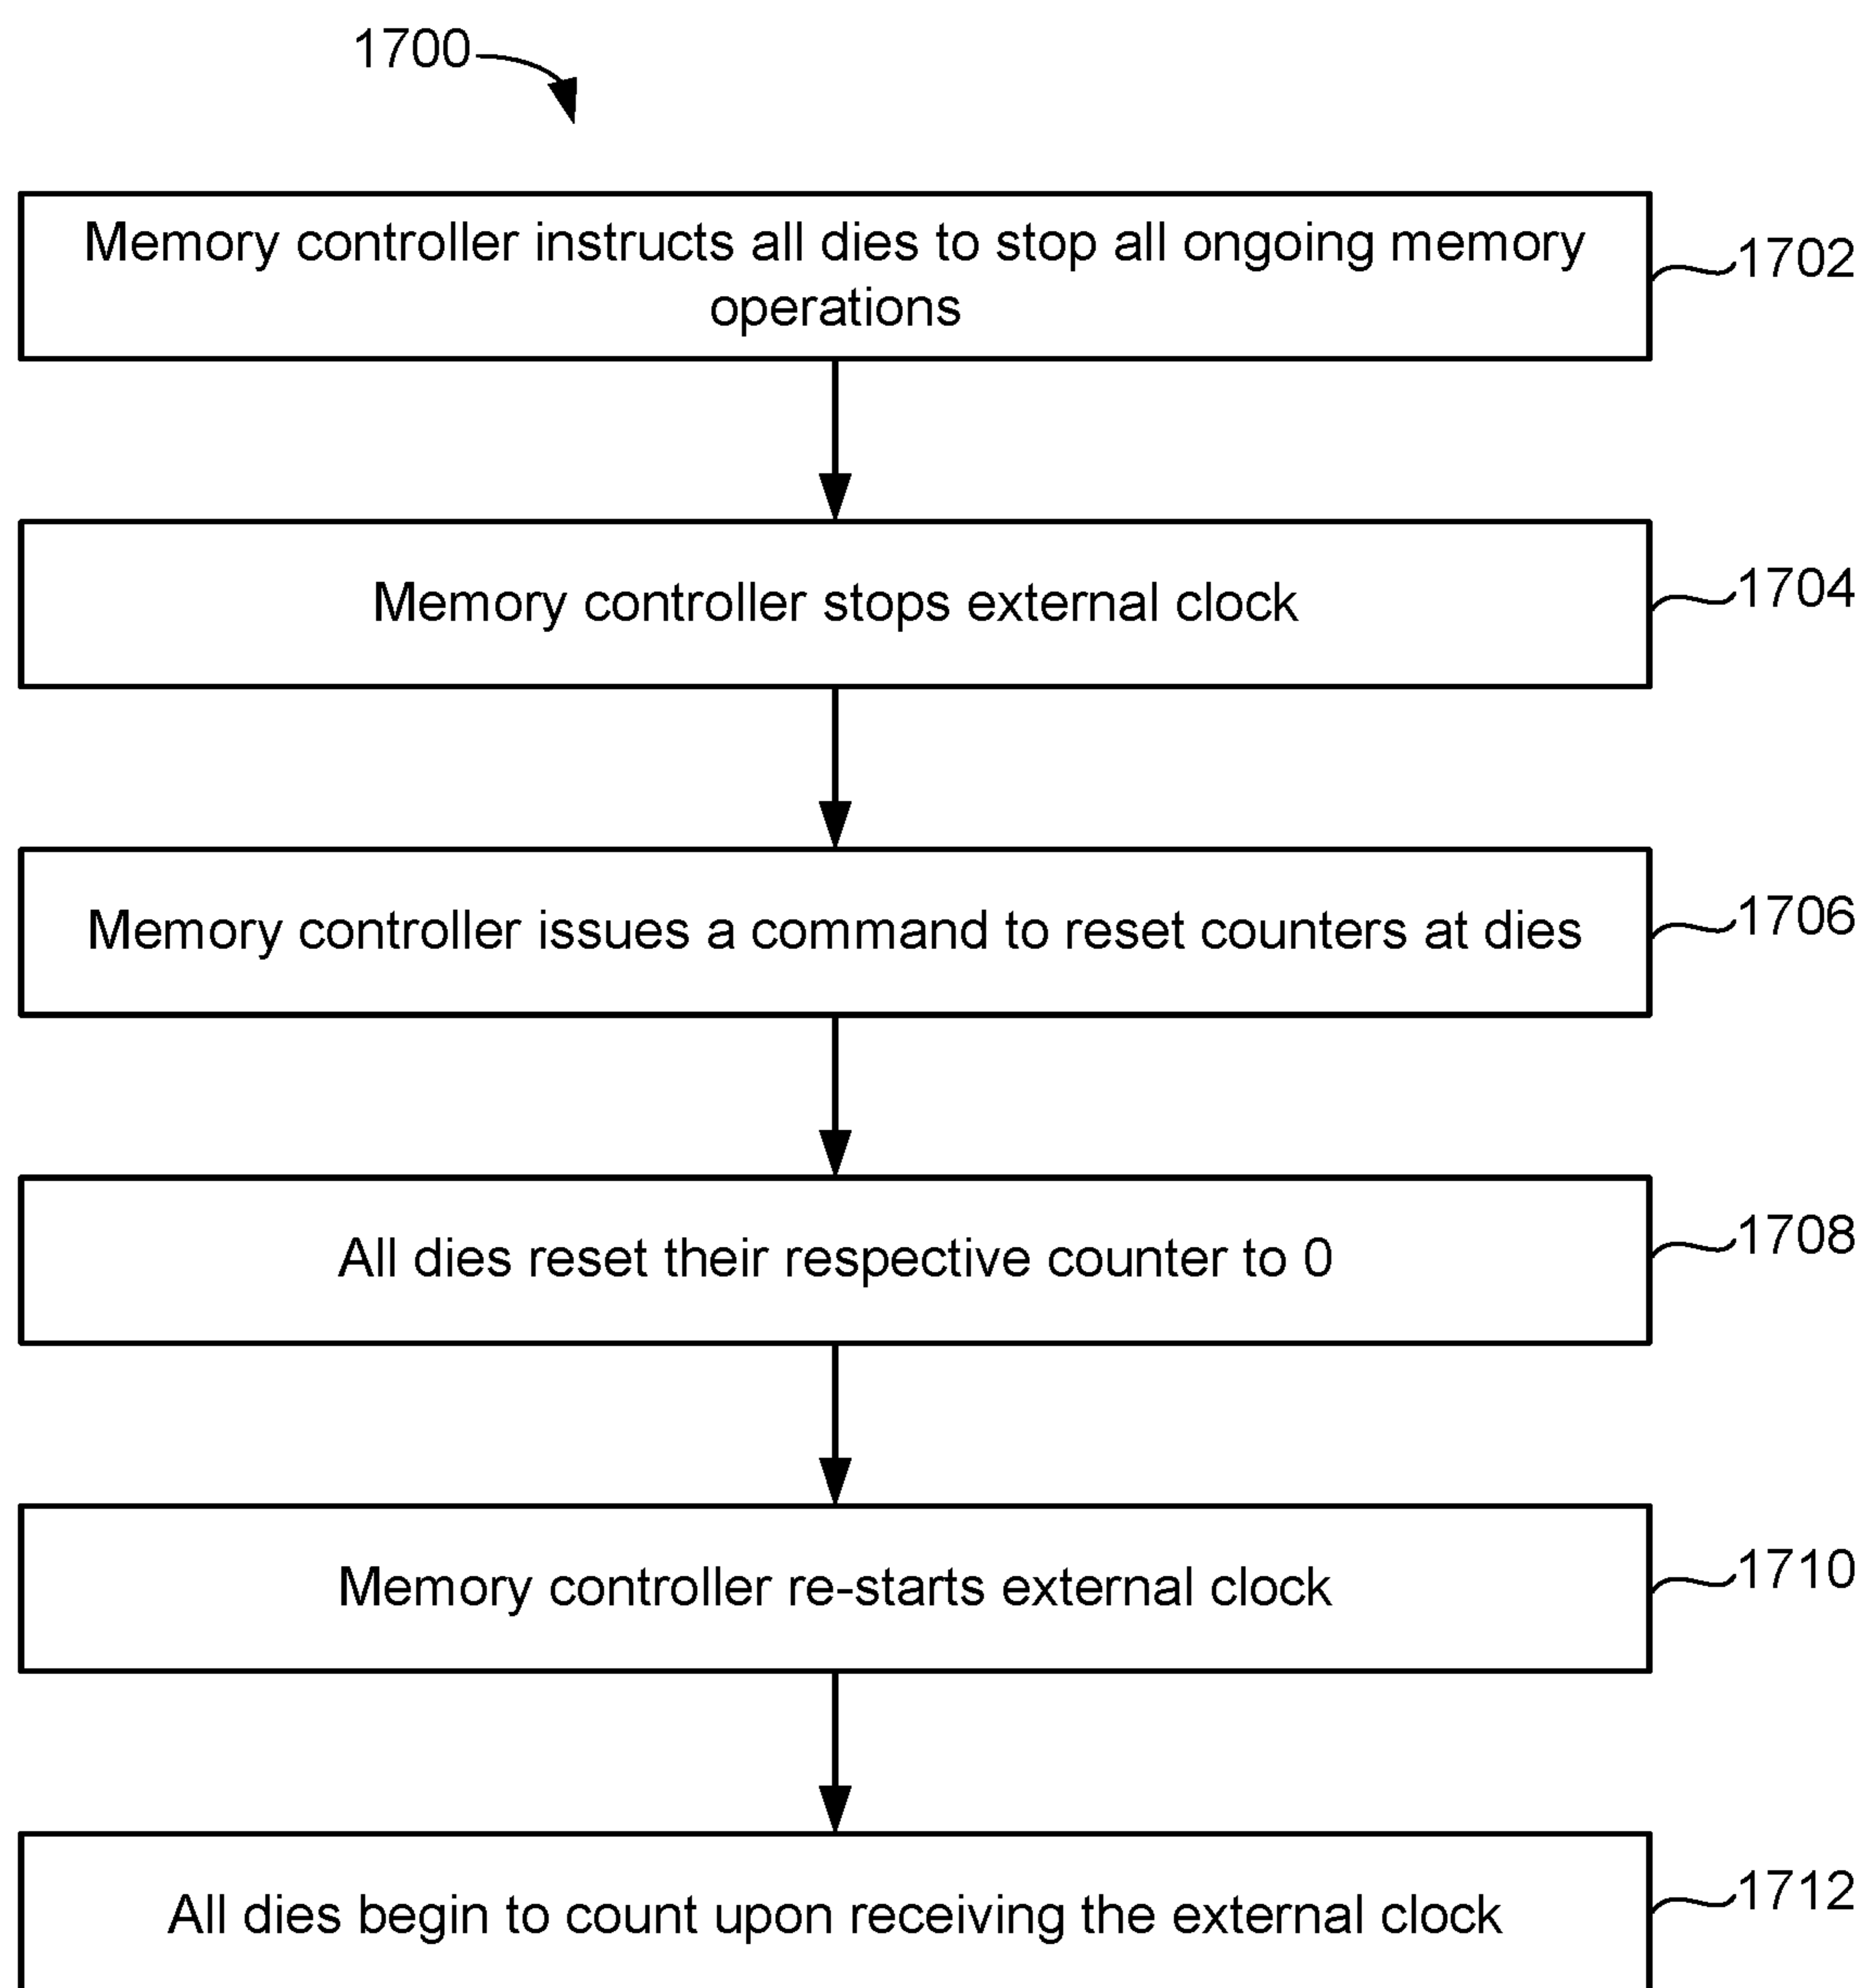 1700
Memory controller instructs all dies to stop all ongoing memory
operations
1702
Memory controller stops external clock
1704
Memory controller issues a command to reset counters at dies
1706
All dies reset their respective counter to 0
1708
Memory controller re-starts external clock
1710
All dies begin to count upon receiving the external clock
1712